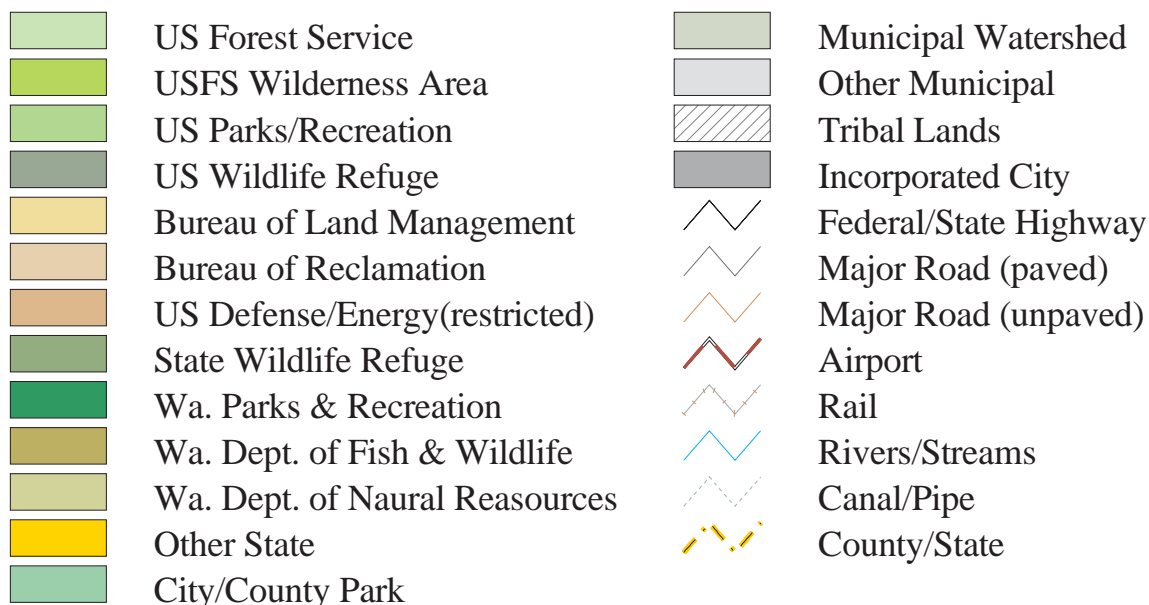 US Forest Service
USFS Wilderness Area
US Parks/Recreation
US Wildlife Refuge
Bureau of Land Management
Bureau of Reclamation
US Defense/Energy(restricted)
State Wildlife Refuge
Wa. Parks & Recreation
Wa. Dept. of Fish & Wildlife
Wa. Dept. of Naural Reasources
Other State
City/County Park
Municipal Watershed
Other Municipal
Tribal Lands
Incorporated City
Federal/State Highway
Major Road (paved)
Major Road (unpaved)
Airport
Rail
Rivers/Streams
Canal/Pipe
County/State